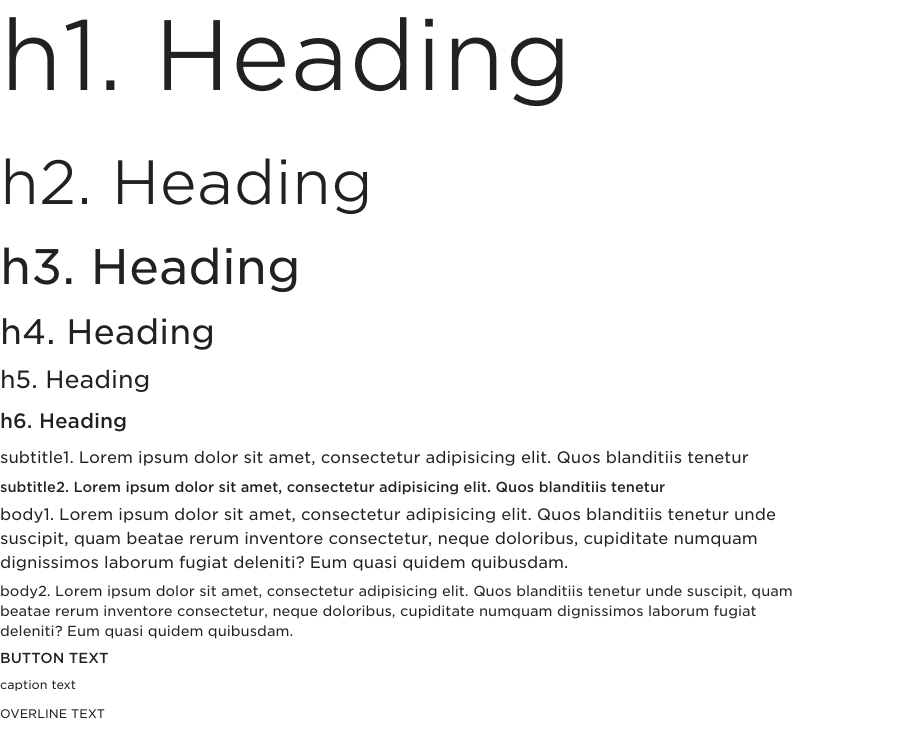 h1. Heading
h2. Heading
h3. Heading
h4. Heading
h5. Heading
h6. Heading
subtitle1. Lorem ipsum dolor sit amet, consectetur adipisicing elit. Quos blanditiis tenetur
subtitle2. Lorem ipsum dolor sit amet, consectetur adipisicing elit. Quos blanditiis tenetur
body1. Lorem ipsum dolor sit amet, consectetur adipisicing elit. Quos blanditiis tenetur unde
suscipit, quam beatae rerum inventore consectetur, neque doloribus, cupiditate numquam
dignissimos laborum fugiat deleniti? Eum quasi quidem quibusdam.
body2. Lorem ipsum dolor sit amet, consectetur adipisicing elit. Quos blanditiis tenetur unde suscipit, quam
beatae rerum inventore consectetur, neque doloribus, cupiditate numquam dignissimos laborum fugiat
deleniti? Eum quasi quidem quibusdam.
BUTTON TEXT
caption text
OVERLINE TEXT